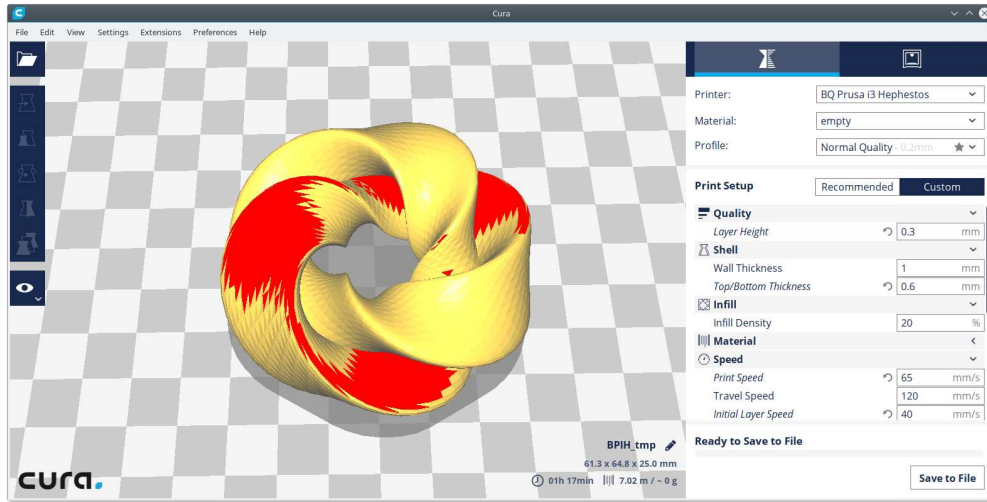 Cura
File Edit View Settings Extensions Preferences Help
Printer: BQ Prusa i3 Hephestos
Material: empty
Profile: Normal Quality - 0.2mm
Print Setup Recommended Custom
Quality
Layer Height 0.3 mm
Shell
Wall Thickness 1 mm
Top/Bottom Thickness 0.6 mm
Infill
Infill Density 20 %
Material
Speed
Print Speed 65 mm/s
Travel Speed 120 mm/s
Initial Layer Speed 40 mm/s
BPIH_tmp
61.3 x 64.8 x 25.0 mm
01h 17min 7.02 m / ~ 0 g
Ready to Save to File
Save to File
cura.